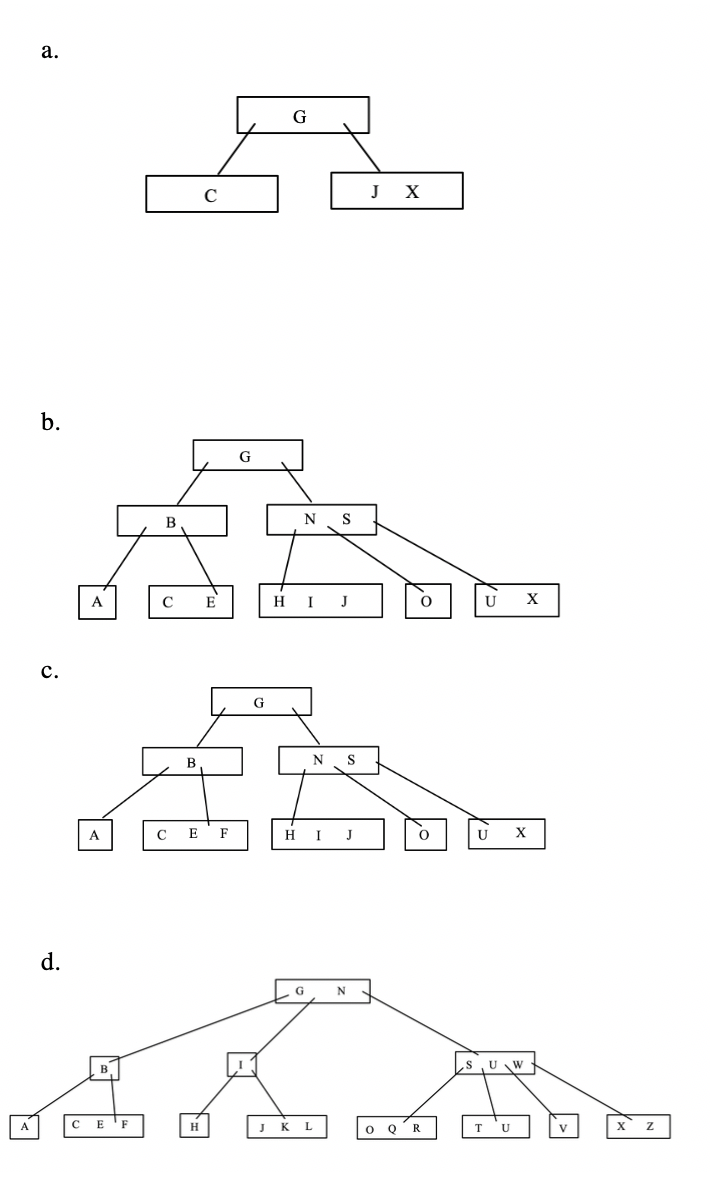 a.
G
C
J X
b.
G
B
N S
A
C E
H I J
O
U X
c.
G
B
N S
A
C E F
H I J
O
U X
d.
G N
B
I
S U W
A
C E F
H
J K L
O Q R
T U
V
X Z